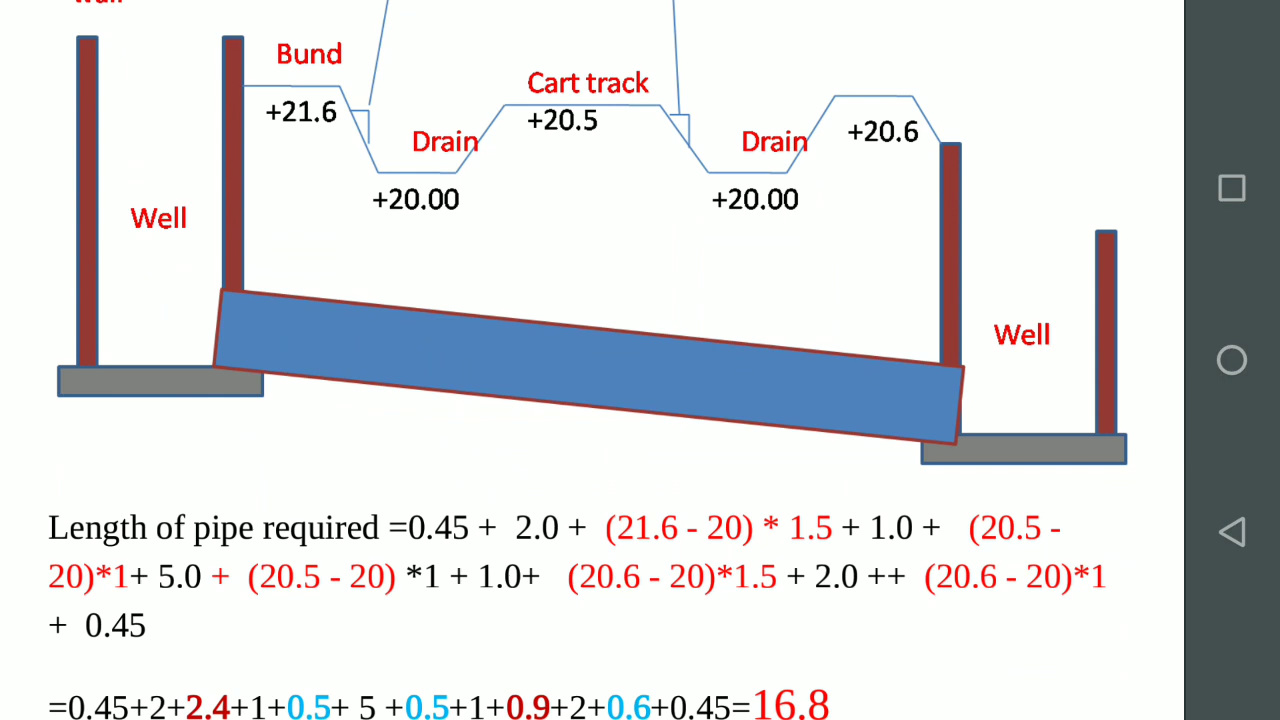 Bund
Cart track
+21.6
+20.5
Drain
Drain
+20.6
+20.00
+20.00
Well
Well
Length of pipe required =0.45 + 2.0 + (21.6 - 20) * 1.5 + 1.0 + (20.5 -
20)*1+ 5.0 + (20.5 - 20) *1 + 1.0+ (20.6 - 20)*1.5 + 2.0 ++ (20.6 - 20)*1
+ 0.45
=0.45+2+2.4+1+0.5+ 5 +0.5+1+0.9+2+0.6+0.45=16.8